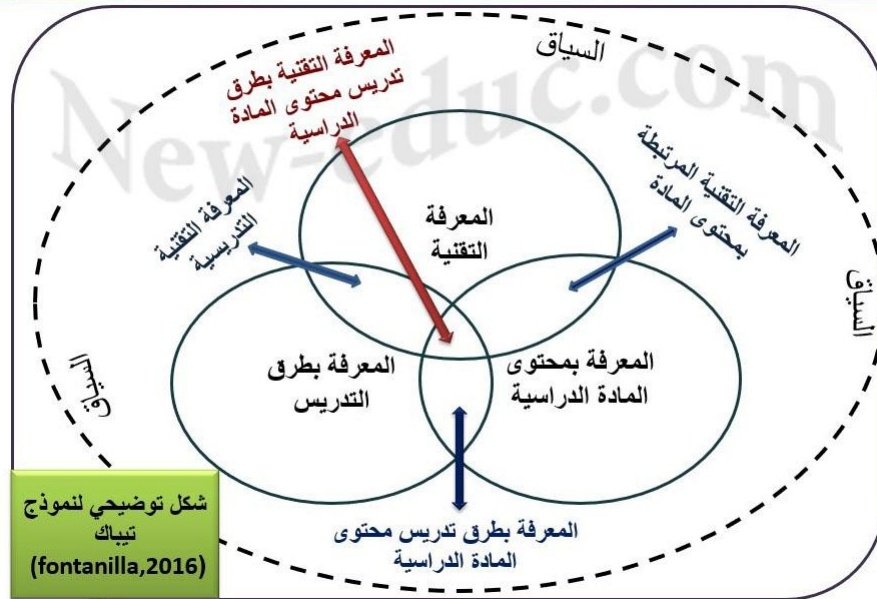 السياق
New-educ.com
المعرفة التقنية بطرق
تدريس محتوى المادة
الدراسية
المعرفة التقنية المرتبطة
بمحتوى المادة
المعرفة التقنية
التدريسية
المعرفة
التقنية
السياق
المعرفة بمحتوى
المادة الدراسية
المعرفة بطرق
التدريس
السياق
المعرفة بطرق تدريس محتوى
المادة الدراسية
شكل توضيحي لنموذج
تيباك
(fontanilla,2016)